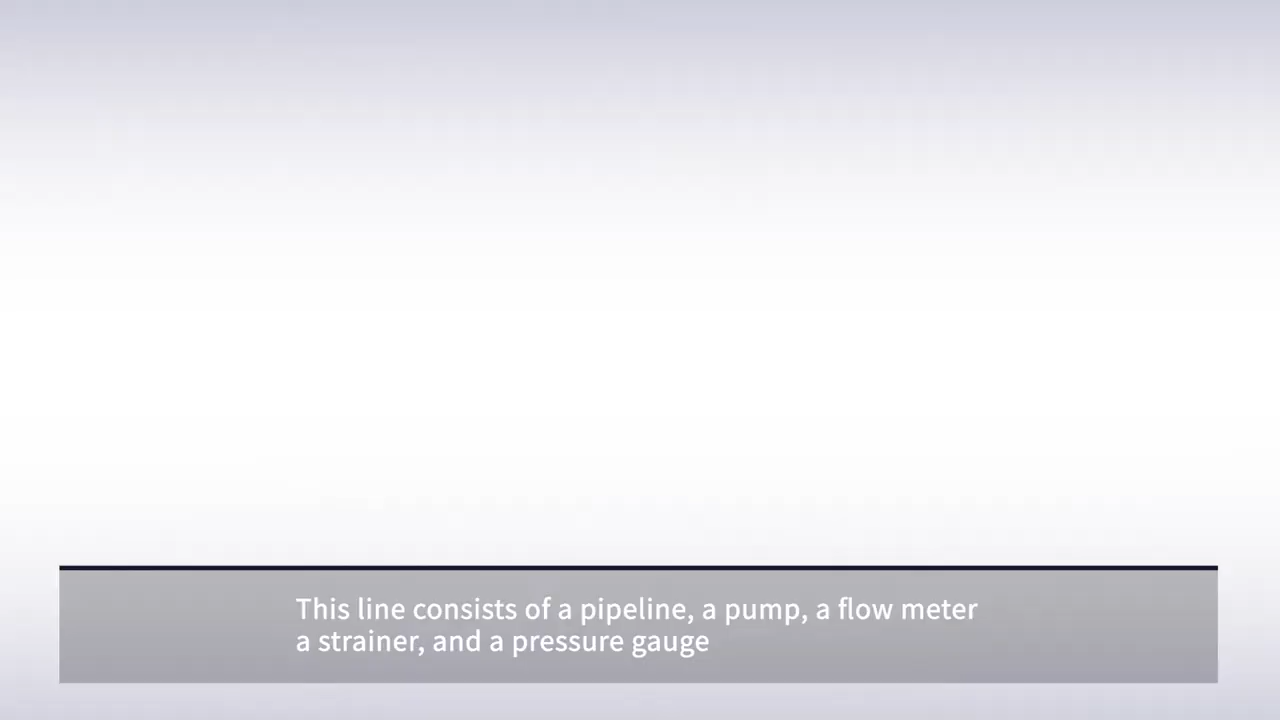 This line consists of a pipeline, a pump, a flow meter
a strainer, and a pressure gauge